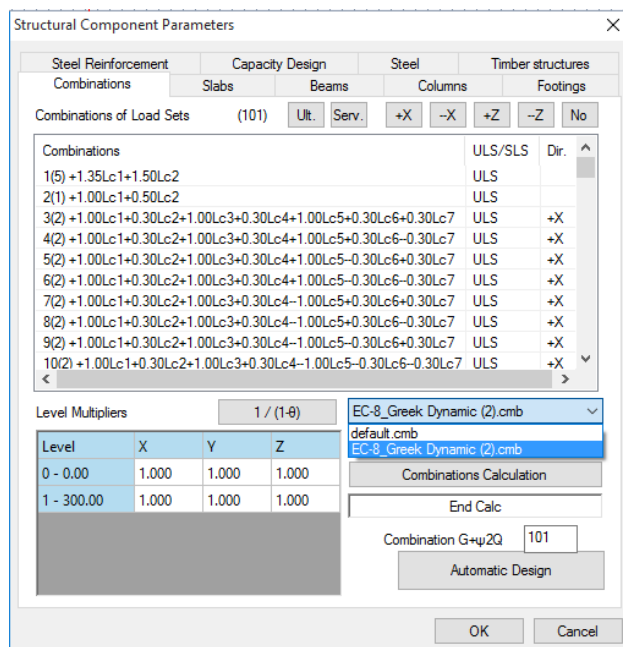 Structural Component Parameters
Steel Reinforcement Capacity Design Steel Timber structures
Combinations Slabs Beams Columns Footings
Combinations of Load Sets (101) Ult. Serv. +X --X +Z --Z No
Combinations ULS/SLS Dir.
1(5) +1.35Lc1+1.50Lc2 ULS
2(1) +1.00Lc1+0.50Lc2 ULS
3(2) +1.00Lc1+0.30Lc2+1.00Lc3+0.30Lc4+1.00Lc5+0.30Lc6+0.30Lc7 ULS +X
4(2) +1.00Lc1+0.30Lc2+1.00Lc3+0.30Lc4+1.00Lc5+0.30Lc6--0.30Lc7 ULS +X
5(2) +1.00Lc1+0.30Lc2+1.00Lc3+0.30Lc4+1.00Lc5--0.30Lc6+0.30Lc7 ULS +X
6(2) +1.00Lc1+0.30Lc2+1.00Lc3+0.30Lc4+1.00Lc5--0.30Lc6--0.30Lc7 ULS +X
7(2) +1.00Lc1+0.30Lc2+1.00Lc3+0.30Lc4--1.00Lc5+0.30Lc6+0.30Lc7 ULS +X
8(2) +1.00Lc1+0.30Lc2+1.00Lc3+0.30Lc4--1.00Lc5+0.30Lc6--0.30Lc7 ULS +X
9(2) +1.00Lc1+0.30Lc2+1.00Lc3+0.30Lc4--1.00Lc5--0.30Lc6+0.30Lc7 ULS +X
10(2) +1.00Lc1+0.30Lc2+1.00Lc3+0.30Lc4--1.00Lc5--0.30Lc6--0.30Lc7 ULS +X
Level Multipliers 1 / (1-θ) EC-8_Greek Dynamic (2).cmb
default.cmb
EC-8_Greek Dynamic (2).cmb
Level X Y Z
0 - 0.00 1.000 1.000 1.000
1 - 300.00 1.000 1.000 1.000
Combinations Calculation
End Calc
Combination G+ψ2Q 101
Automatic Design
OK Cancel